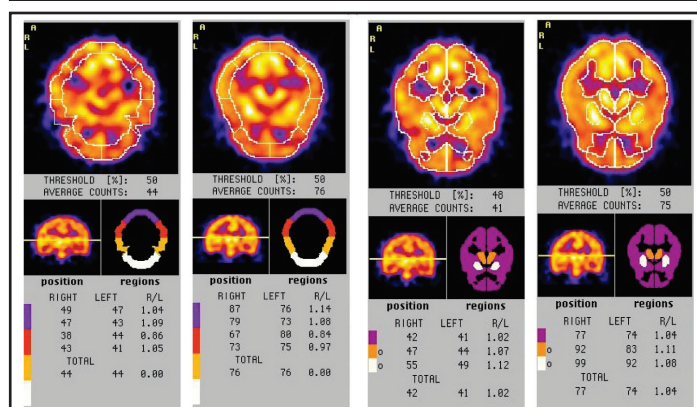 A
R
L
THRESHOLD [%]: 50
AVERAGE COUNTS: 44
position regions
RIGHT LEFT R/L
49 47 1.04
47 43 1.09
38 44 0.86
43 41 1.05
TOTAL
44 44 0.00
A
R
L
THRESHOLD [%]: 50
AVERAGE COUNTS: 76
position regions
RIGHT LEFT R/L
87 76 1.14
79 73 1.08
67 80 0.84
73 75 0.97
TOTAL
76 76 0.00
A
R
L
THRESHOLD [%]: 48
AVERAGE COUNTS: 41
position regions
RIGHT LEFT R/L
42 41 1.02
o 47 44 1.07
o 55 49 1.12
TOTAL
42 41 1.02
A
R
L
THRESHOLD [%]: 50
AVERAGE COUNTS: 75
position regions
RIGHT LEFT R/L
77 74 1.04
o 92 83 1.11
o 99 92 1.08
TOTAL
77 74 1.04